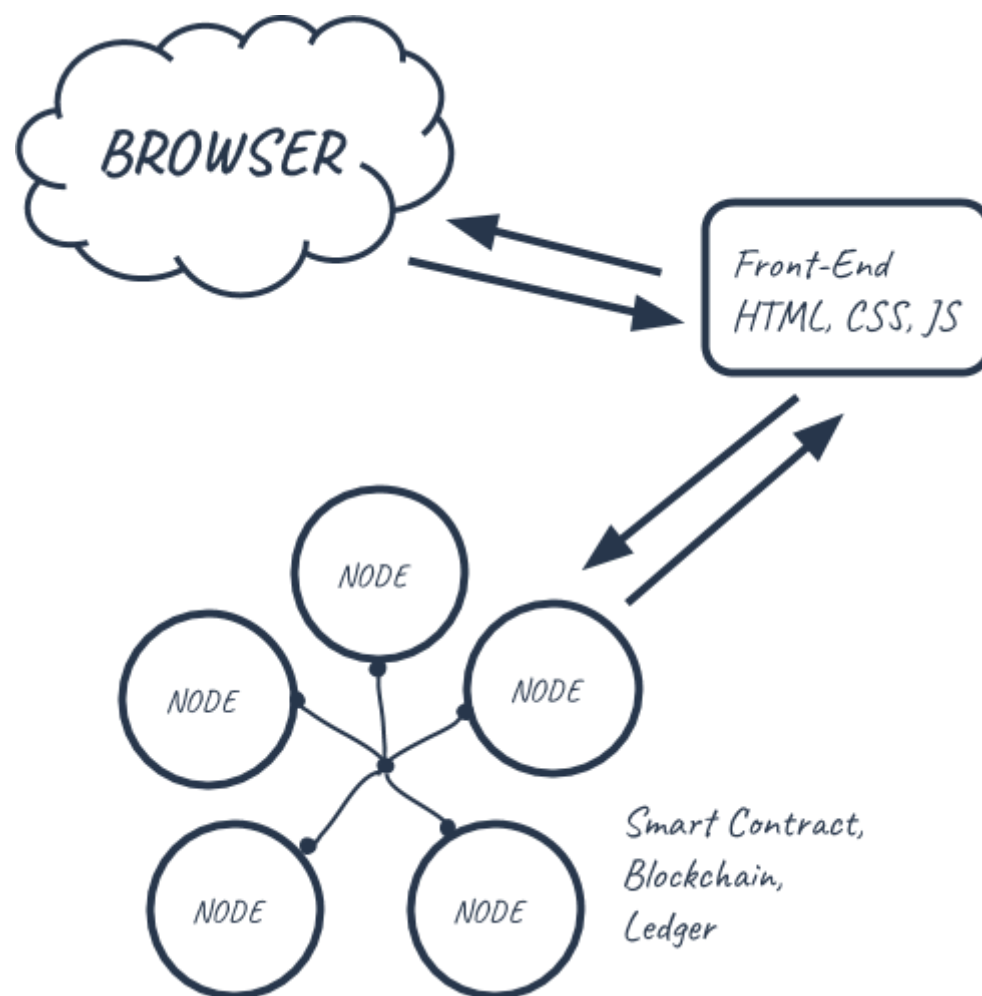 BROWSER
Front-End
HTML, CSS, JS
NODE
NODE
NODE
NODE
NODE
Smart Contract,
Blockchain,
Ledger